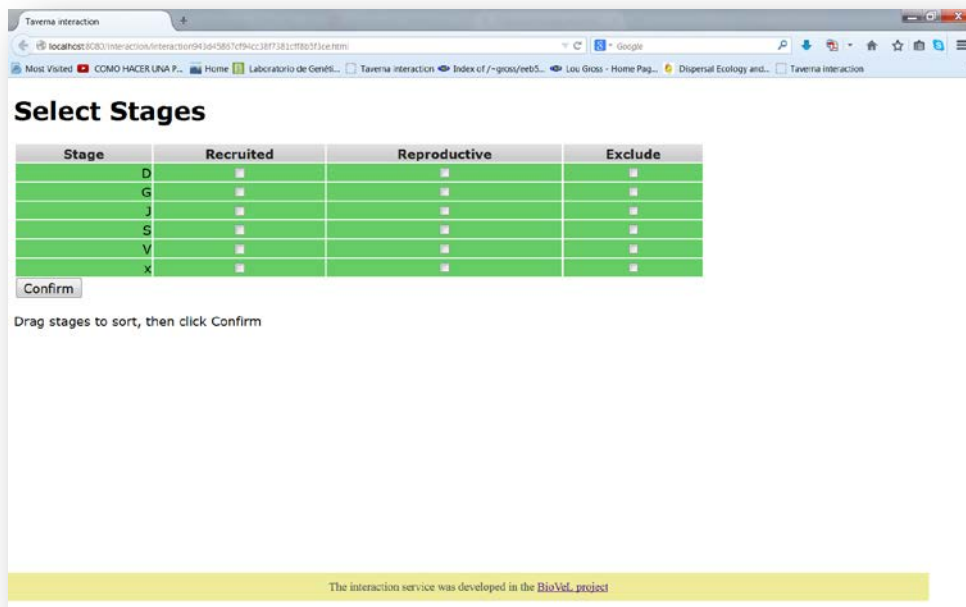 Taverna interaction
localhost:8080/interaction/interaction943d45867cf94cc38f7381cff8b5f3ce.html
Google
Most Visited COMO HACER UNA P... Home Laboratorio de Genéti... Taverna interaction Index of /~gross/eeb5... Lou Gross - Home Pag... Dispersal Ecology and... Taverna interaction
Select Stages
Stage Recruited Reproductive Exclude
D
G
J
S
V
x
Confirm
Drag stages to sort, then click Confirm
The interaction service was developed in the BioVeL project